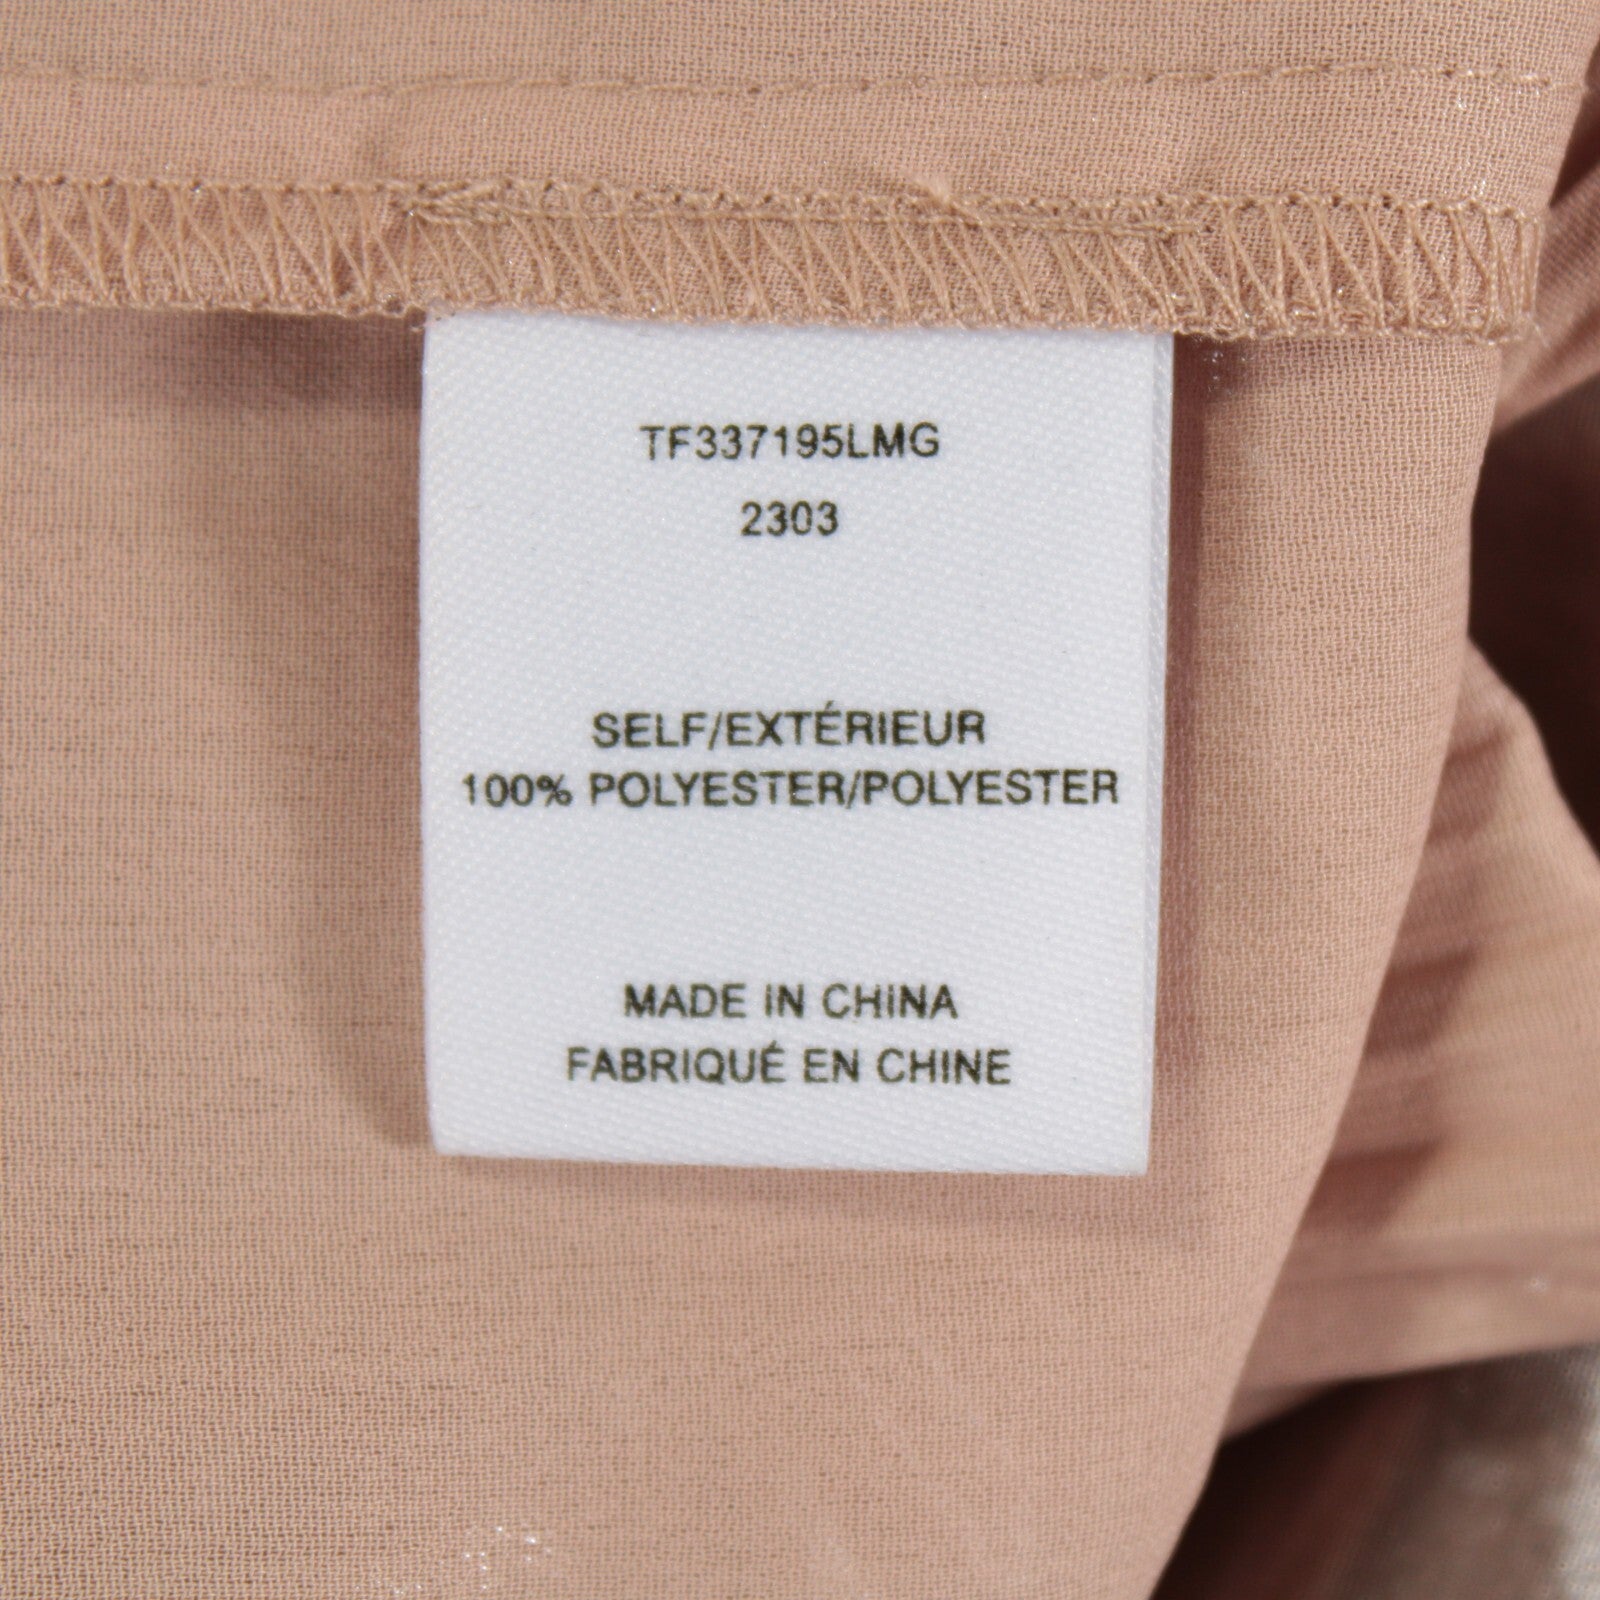 TF337195LMG
2303
SELF/EXTÉRIEUR
100% POLYESTER/POLYESTER
MADE IN CHINA
FABRIQUÉ EN CHINE